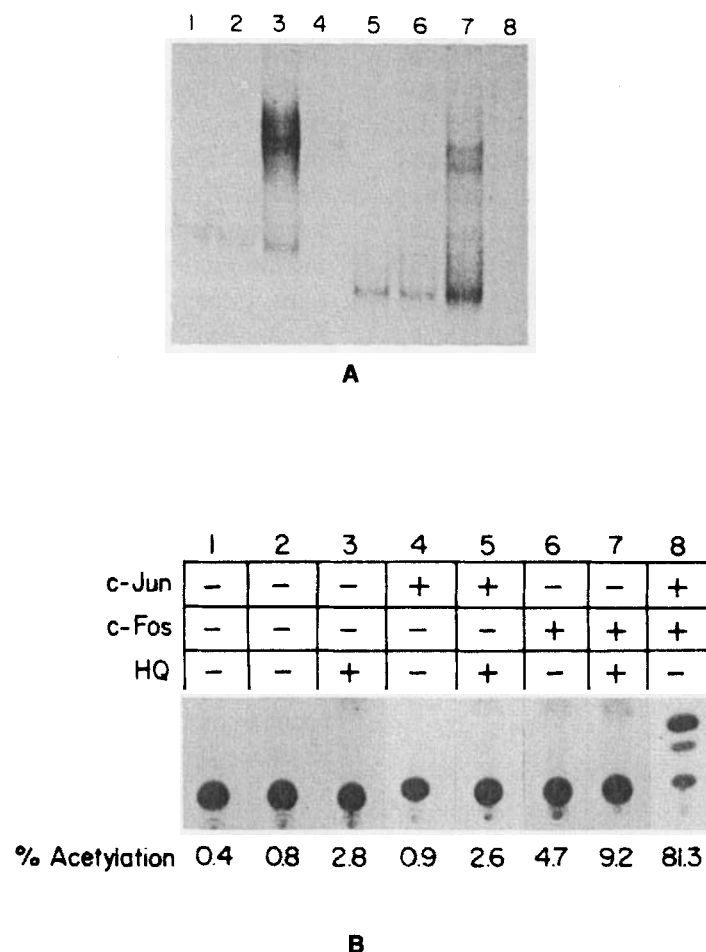 1 2 3 4 5 6 7 8
A
1 2 3 4 5 6 7 8
c-Jun − − − + + − − +
c-Fos − − − − − + + +
HQ − − + − + − + −
% Acetylation 0.4 0.8 2.8 0.9 2.6 4.7 9.2 81.3
B